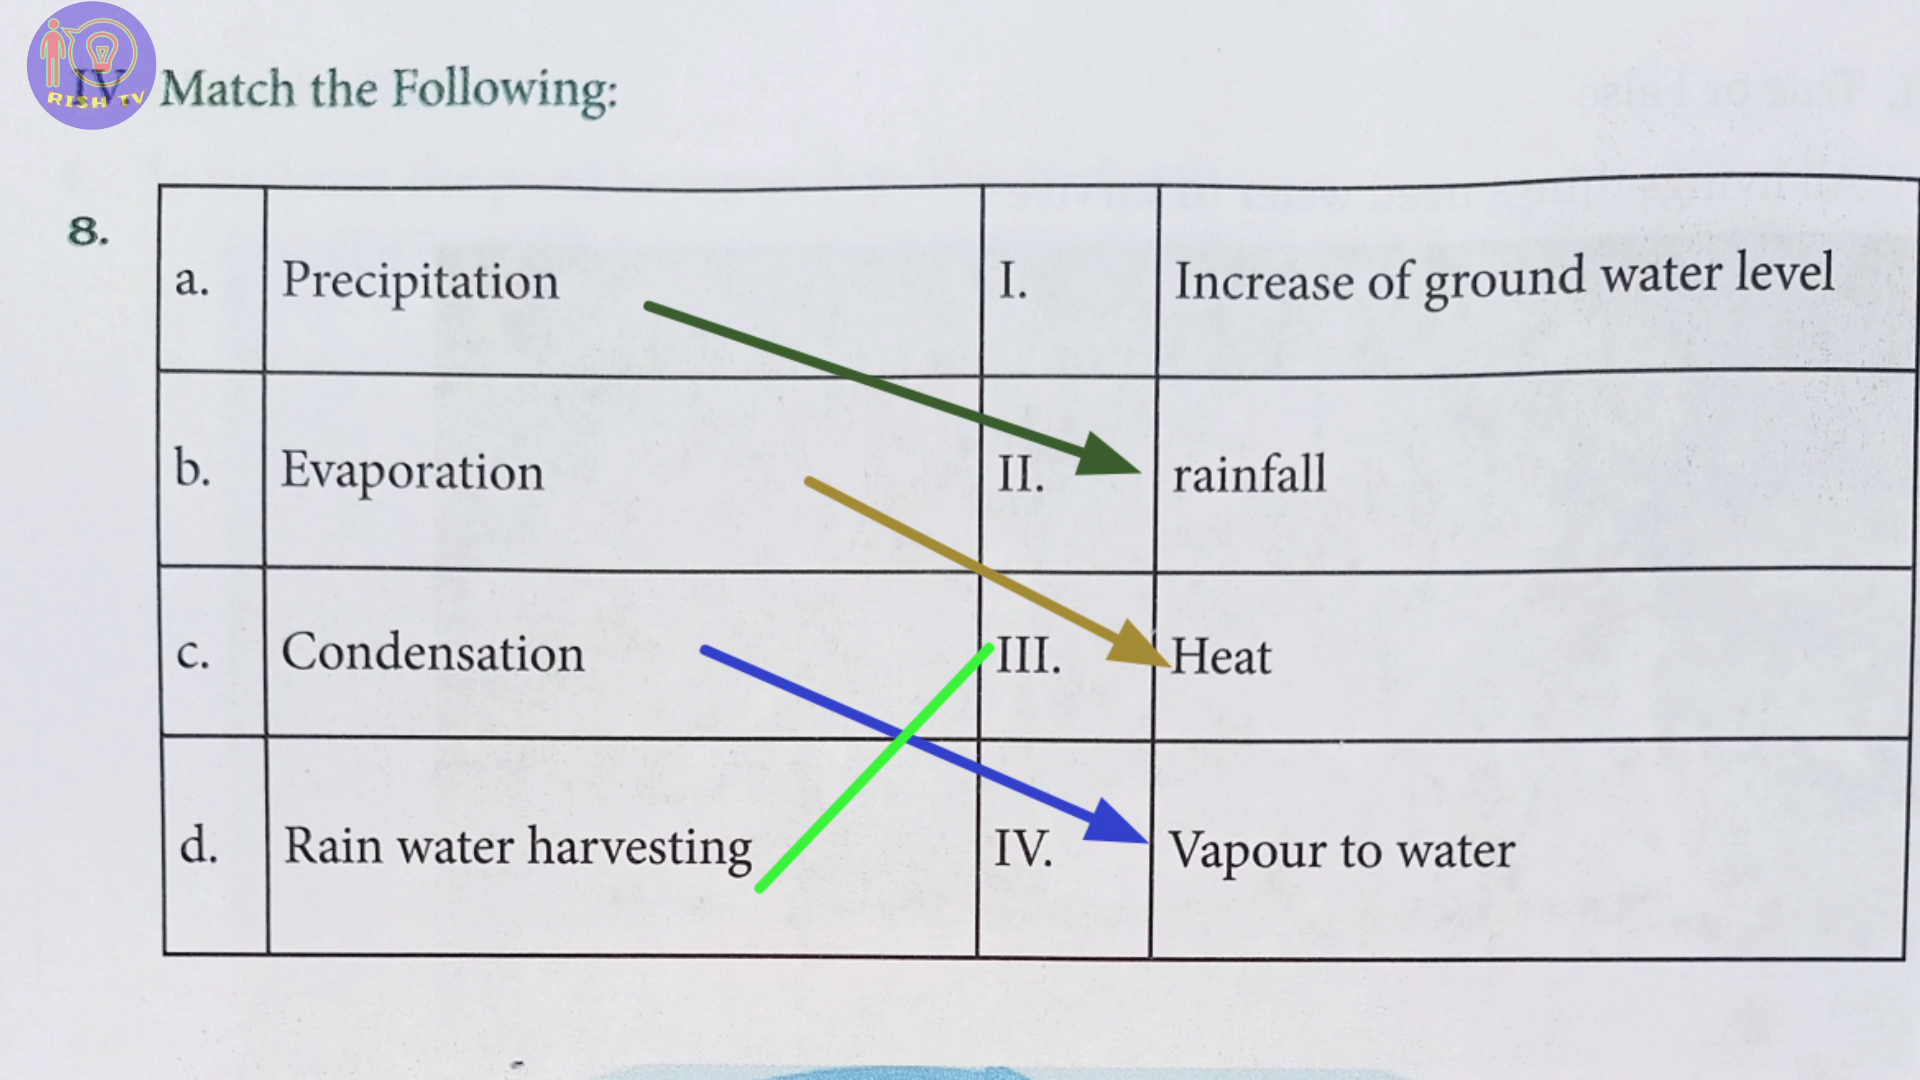 RISH TV
IV. Match the Following:
8.
a. Precipitation I. Increase of ground water level
b. Evaporation II. rainfall
c. Condensation III. Heat
d. Rain water harvesting IV. Vapour to water